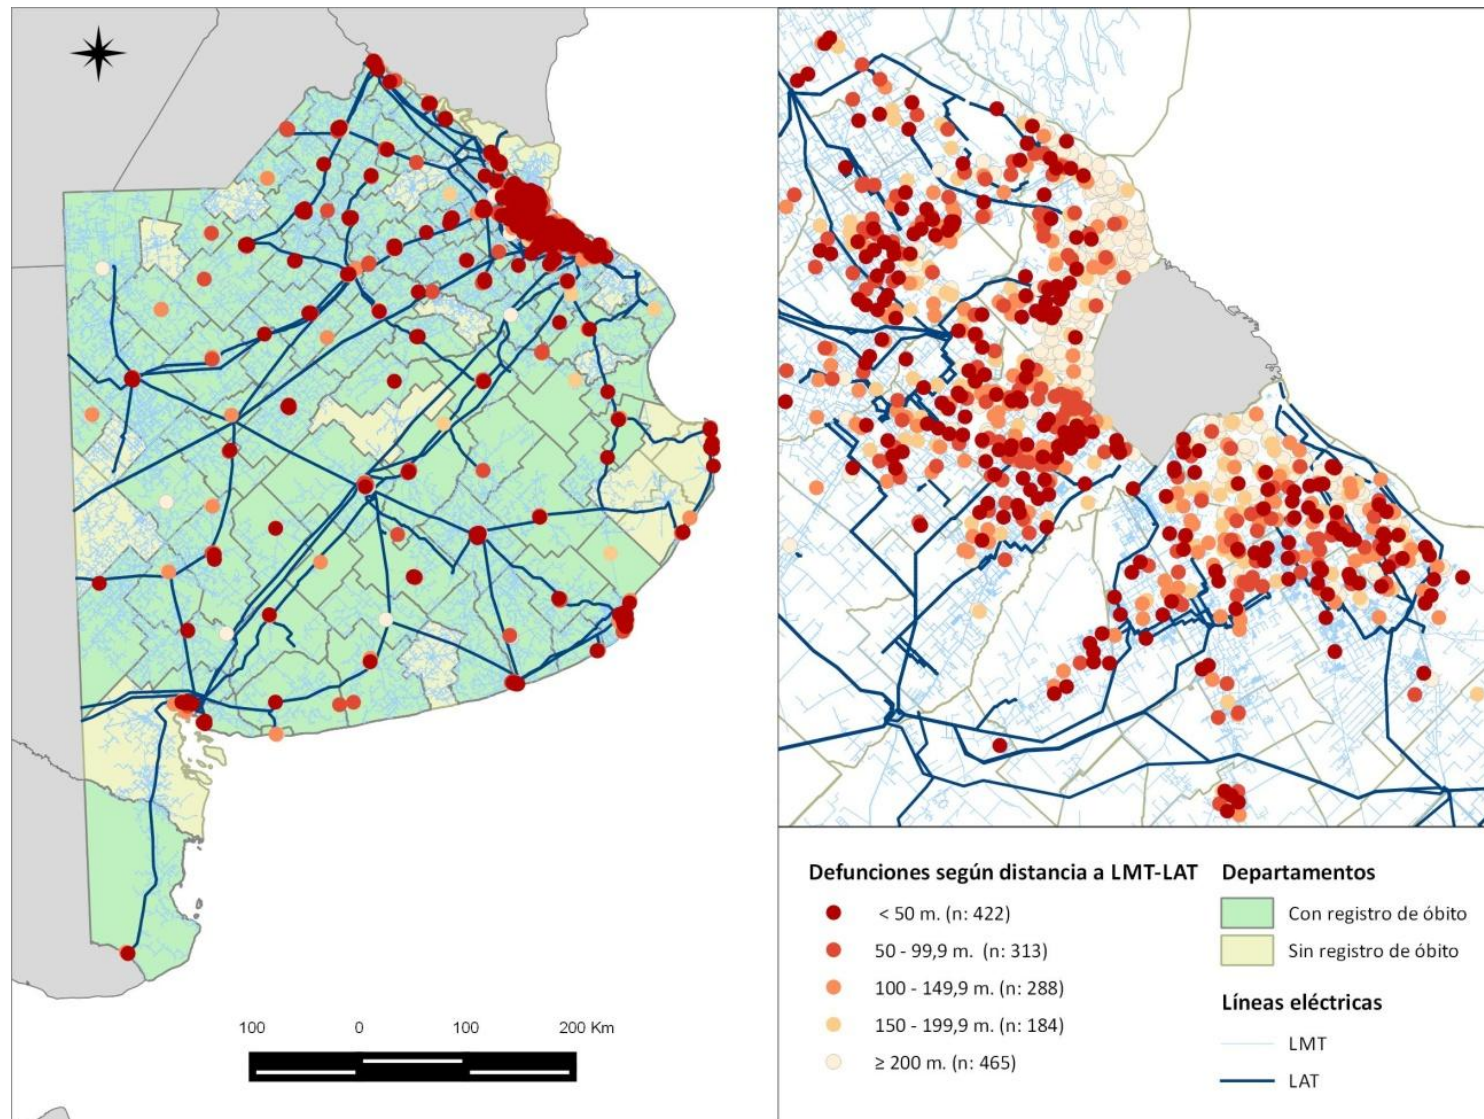 100 0 100 200 Km
Defunciones según distancia a LMT-LAT
< 50 m. (n: 422)
50 - 99,9 m. (n: 313)
100 - 149,9 m. (n: 288)
150 - 199,9 m. (n: 184)
≥ 200 m. (n: 465)
Departamentos
Con registro de óbito
Sin registro de óbito
Líneas eléctricas
LMT
LAT